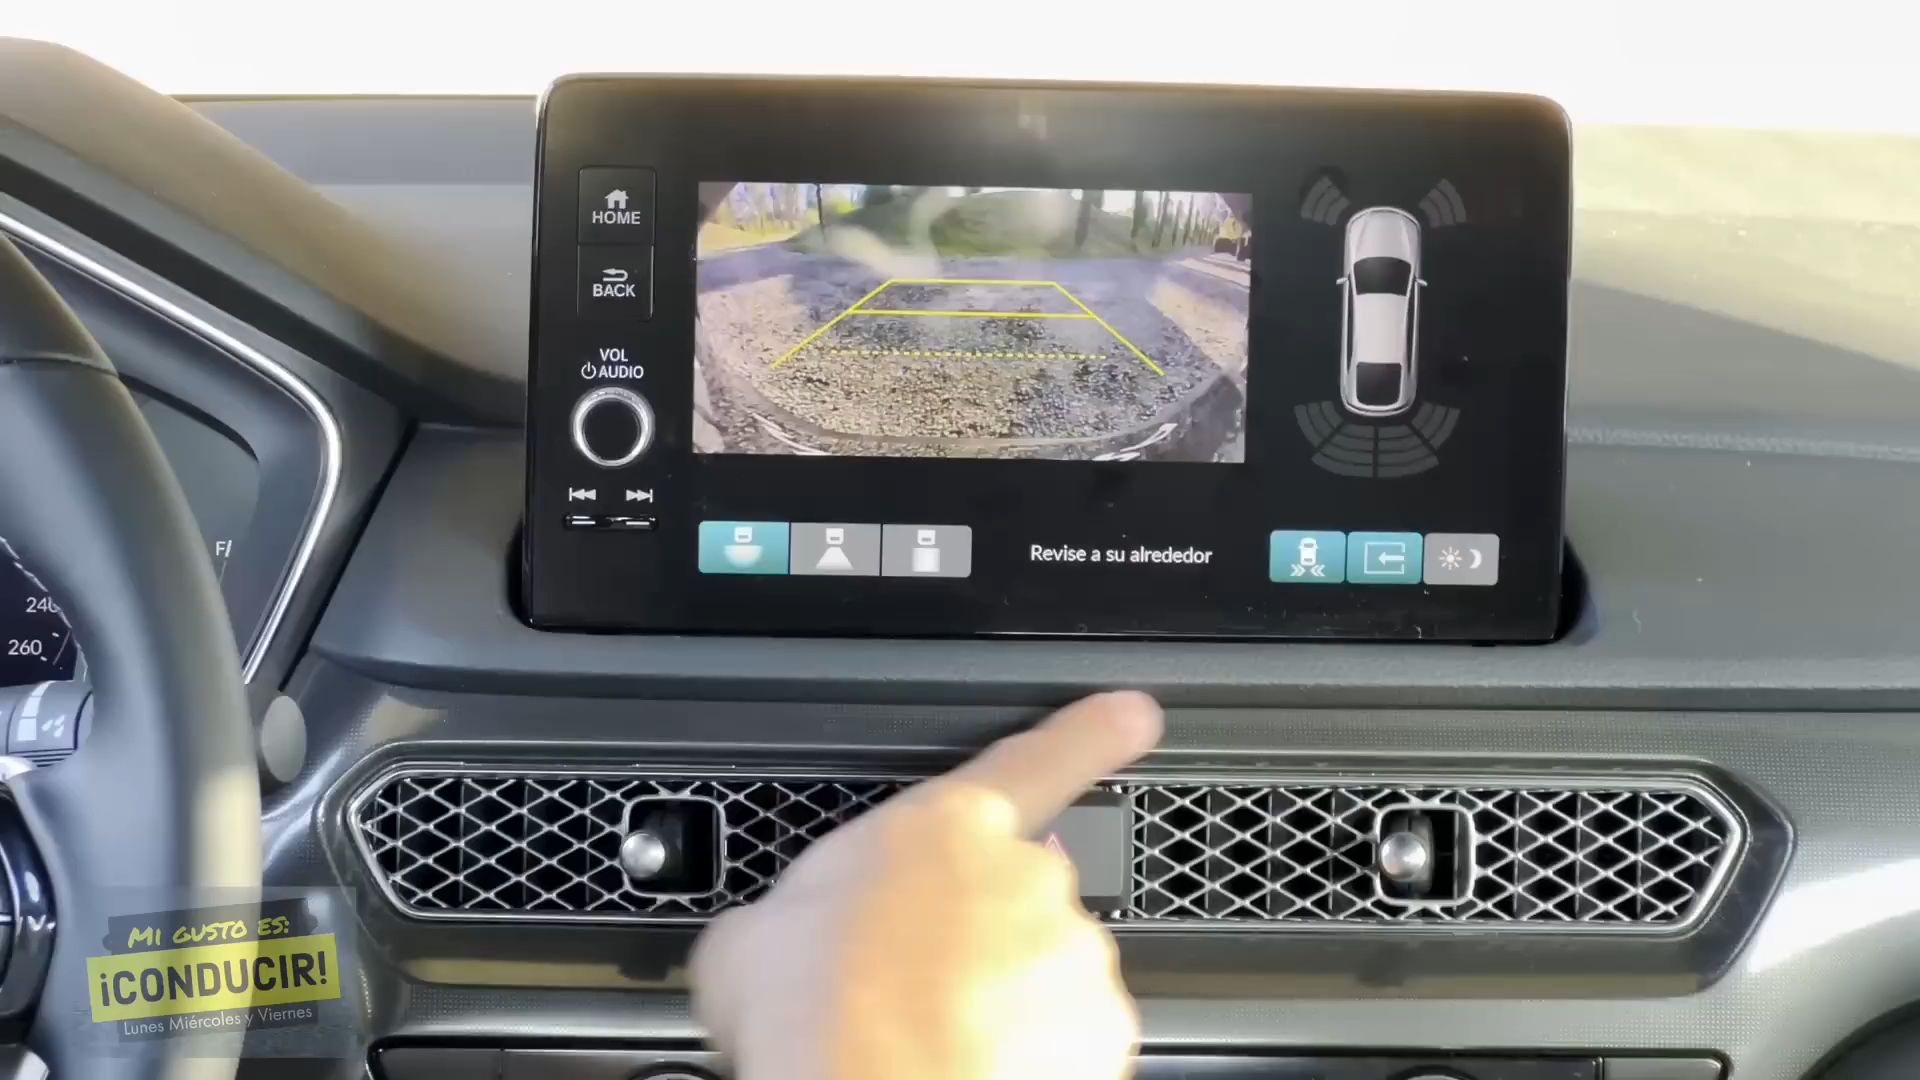 HOME
BACK
VOL
AUDIO
Revise a su alrededor
F/
240
260
MI GUSTO ES:
¡CONDUCIR!
Lunes Miércoles y Viernes